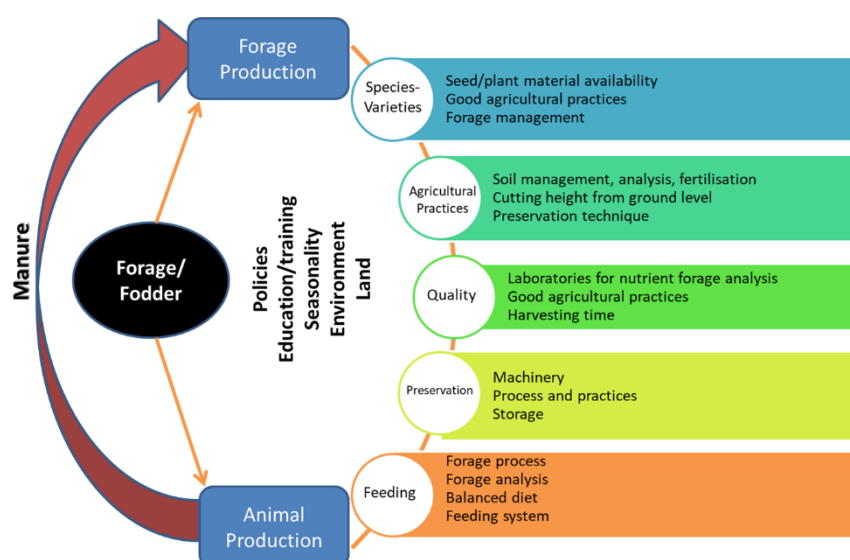 Forage
Production
Species-
Varieties
Seed/plant material availability
Good agricultural practices
Forage management
Agricultural
Practices
Soil management, analysis, fertilisation
Cutting height from ground level
Preservation technique
Manure
Forage/
Fodder
Policies
Education/training
Seasonality
Environment
Land
Quality
Laboratories for nutrient forage analysis
Good agricultural practices
Harvesting time
Preservation
Machinery
Process and practices
Storage
Feeding
Forage process
Forage analysis
Balanced diet
Feeding system
Animal
Production